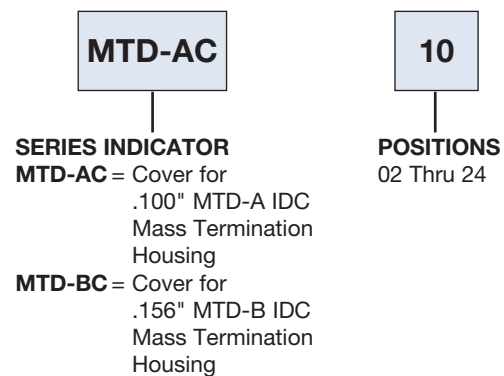 MTD-AC
10
SERIES INDICATOR
MTD-AC = Cover for
.100" MTD-A IDC
Mass Termination
Housing
MTD-BC = Cover for
.156" MTD-B IDC
Mass Termination
Housing
POSITIONS
02 Thru 24